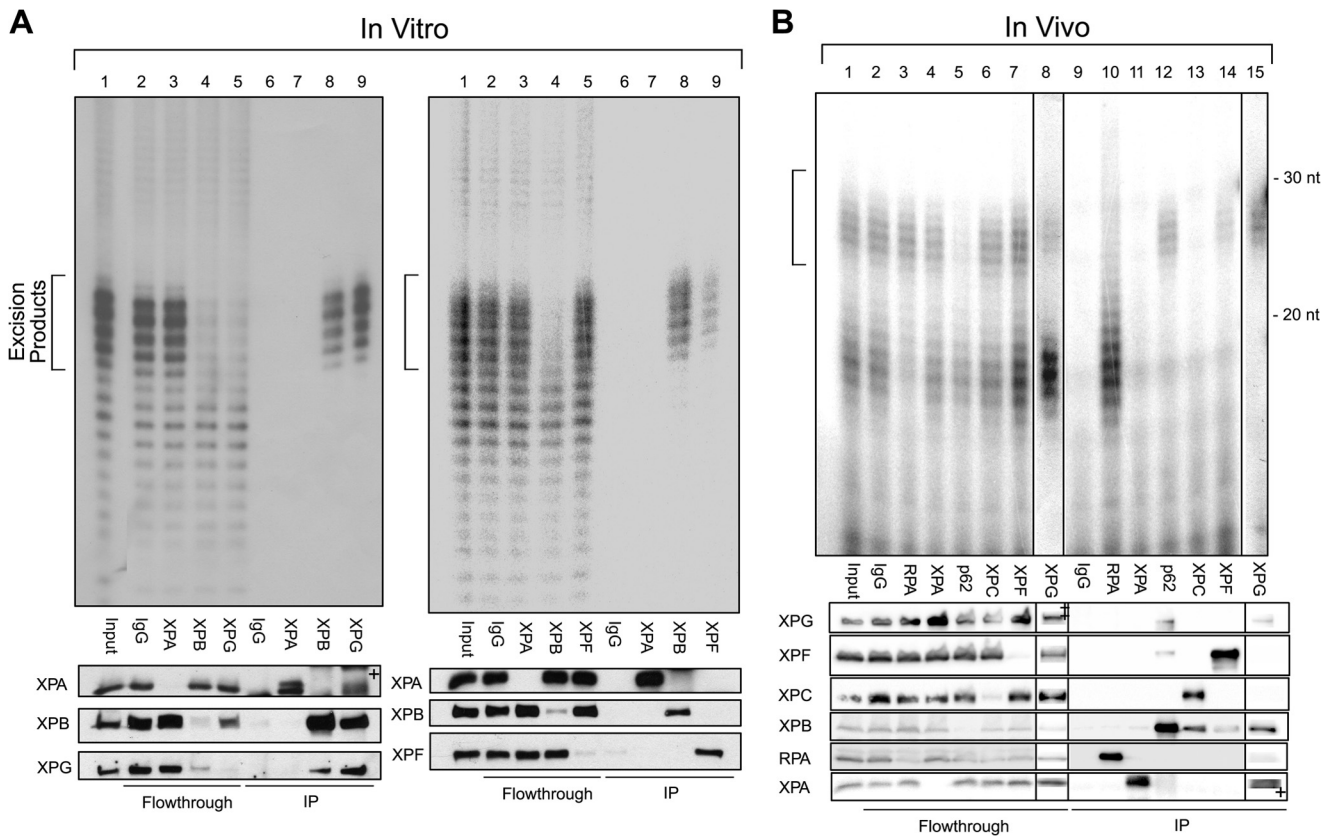 A
In Vitro
1 2 3 4 5 6 7 8 9
1 2 3 4 5 6 7 8 9
Excision
Products
Input IgG XPA XPB XPG IgG XPA XPB XPG
Input IgG XPA XPB XPF IgG XPA XPB XPF
XPA +
XPB
XPG
Flowthrough IP
XPA
XPB
XPF
Flowthrough IP
B
In Vivo
1 2 3 4 5 6 7 8 9 10 11 12 13 14 15
- 30 nt
- 20 nt
Input IgG RPA XPA p62 XPC XPF XPG IgG RPA XPA p62 XPC XPF XPG
XPG ‡
XPF
XPC
XPB
RPA
XPA +
Flowthrough IP